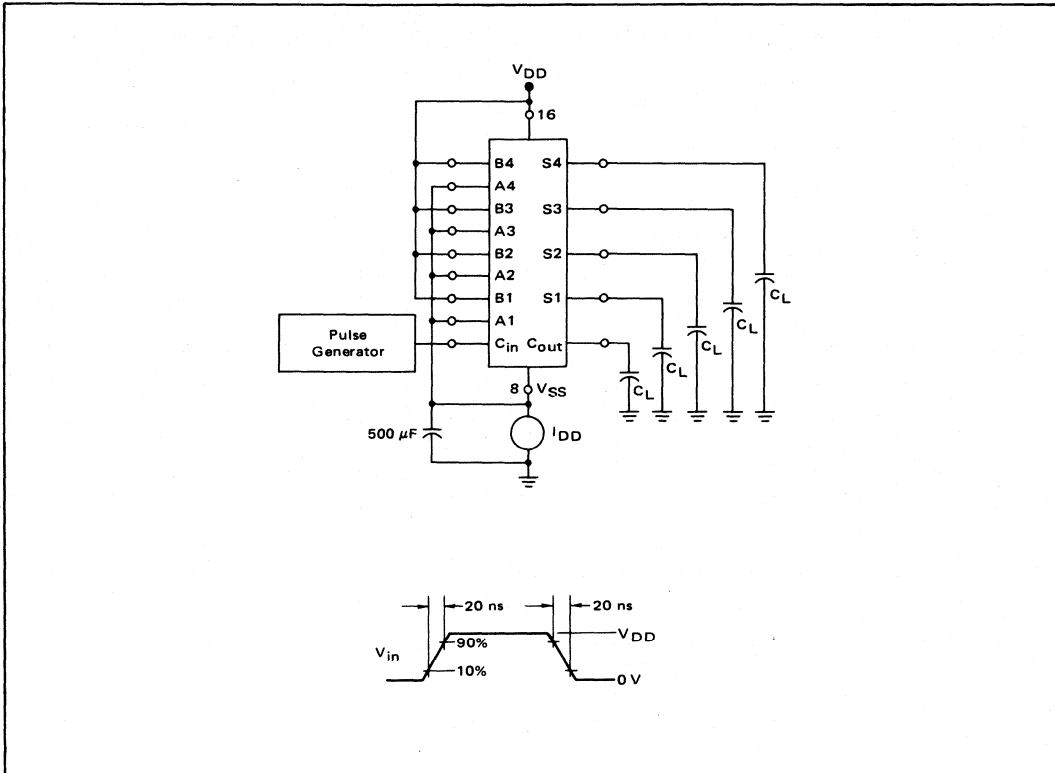 VDD
16
B4 S4
A4
B3 S3
A3
B2 S2
A2
B1 S1
A1
Pulse
Generator
Cin Cout
CL
CL
CL
CL
CL
8 VSS
500 μF
IDD
20 ns 20 ns
VDD
90%
Vin
10%
0 V